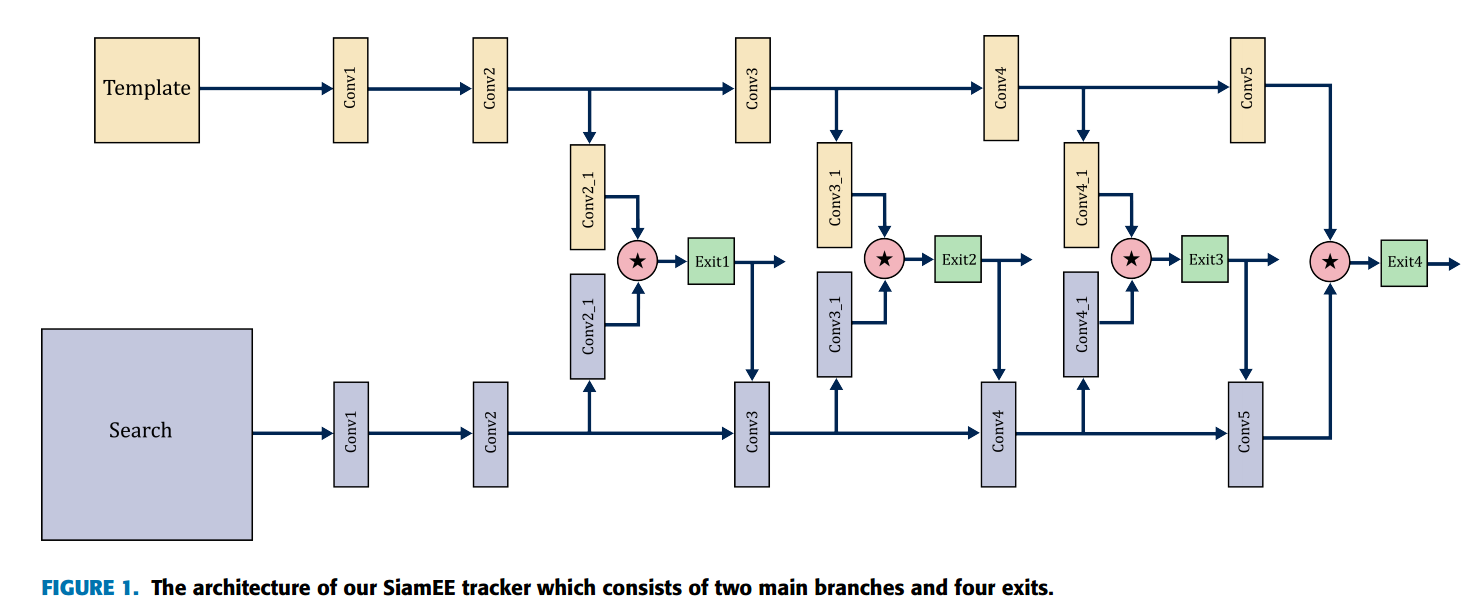 Template
Conv1
Conv2
Conv3
Conv4
Conv5
Conv2_1
Conv3_1
Conv4_1
★
Exit1
★
Exit2
★
Exit3
★
Exit4
Conv2_1
Conv3_1
Conv4_1
Search
Conv1
Conv2
Conv3
Conv4
Conv5
FIGURE 1. The architecture of our SiamEE tracker which consists of two main branches and four exits.